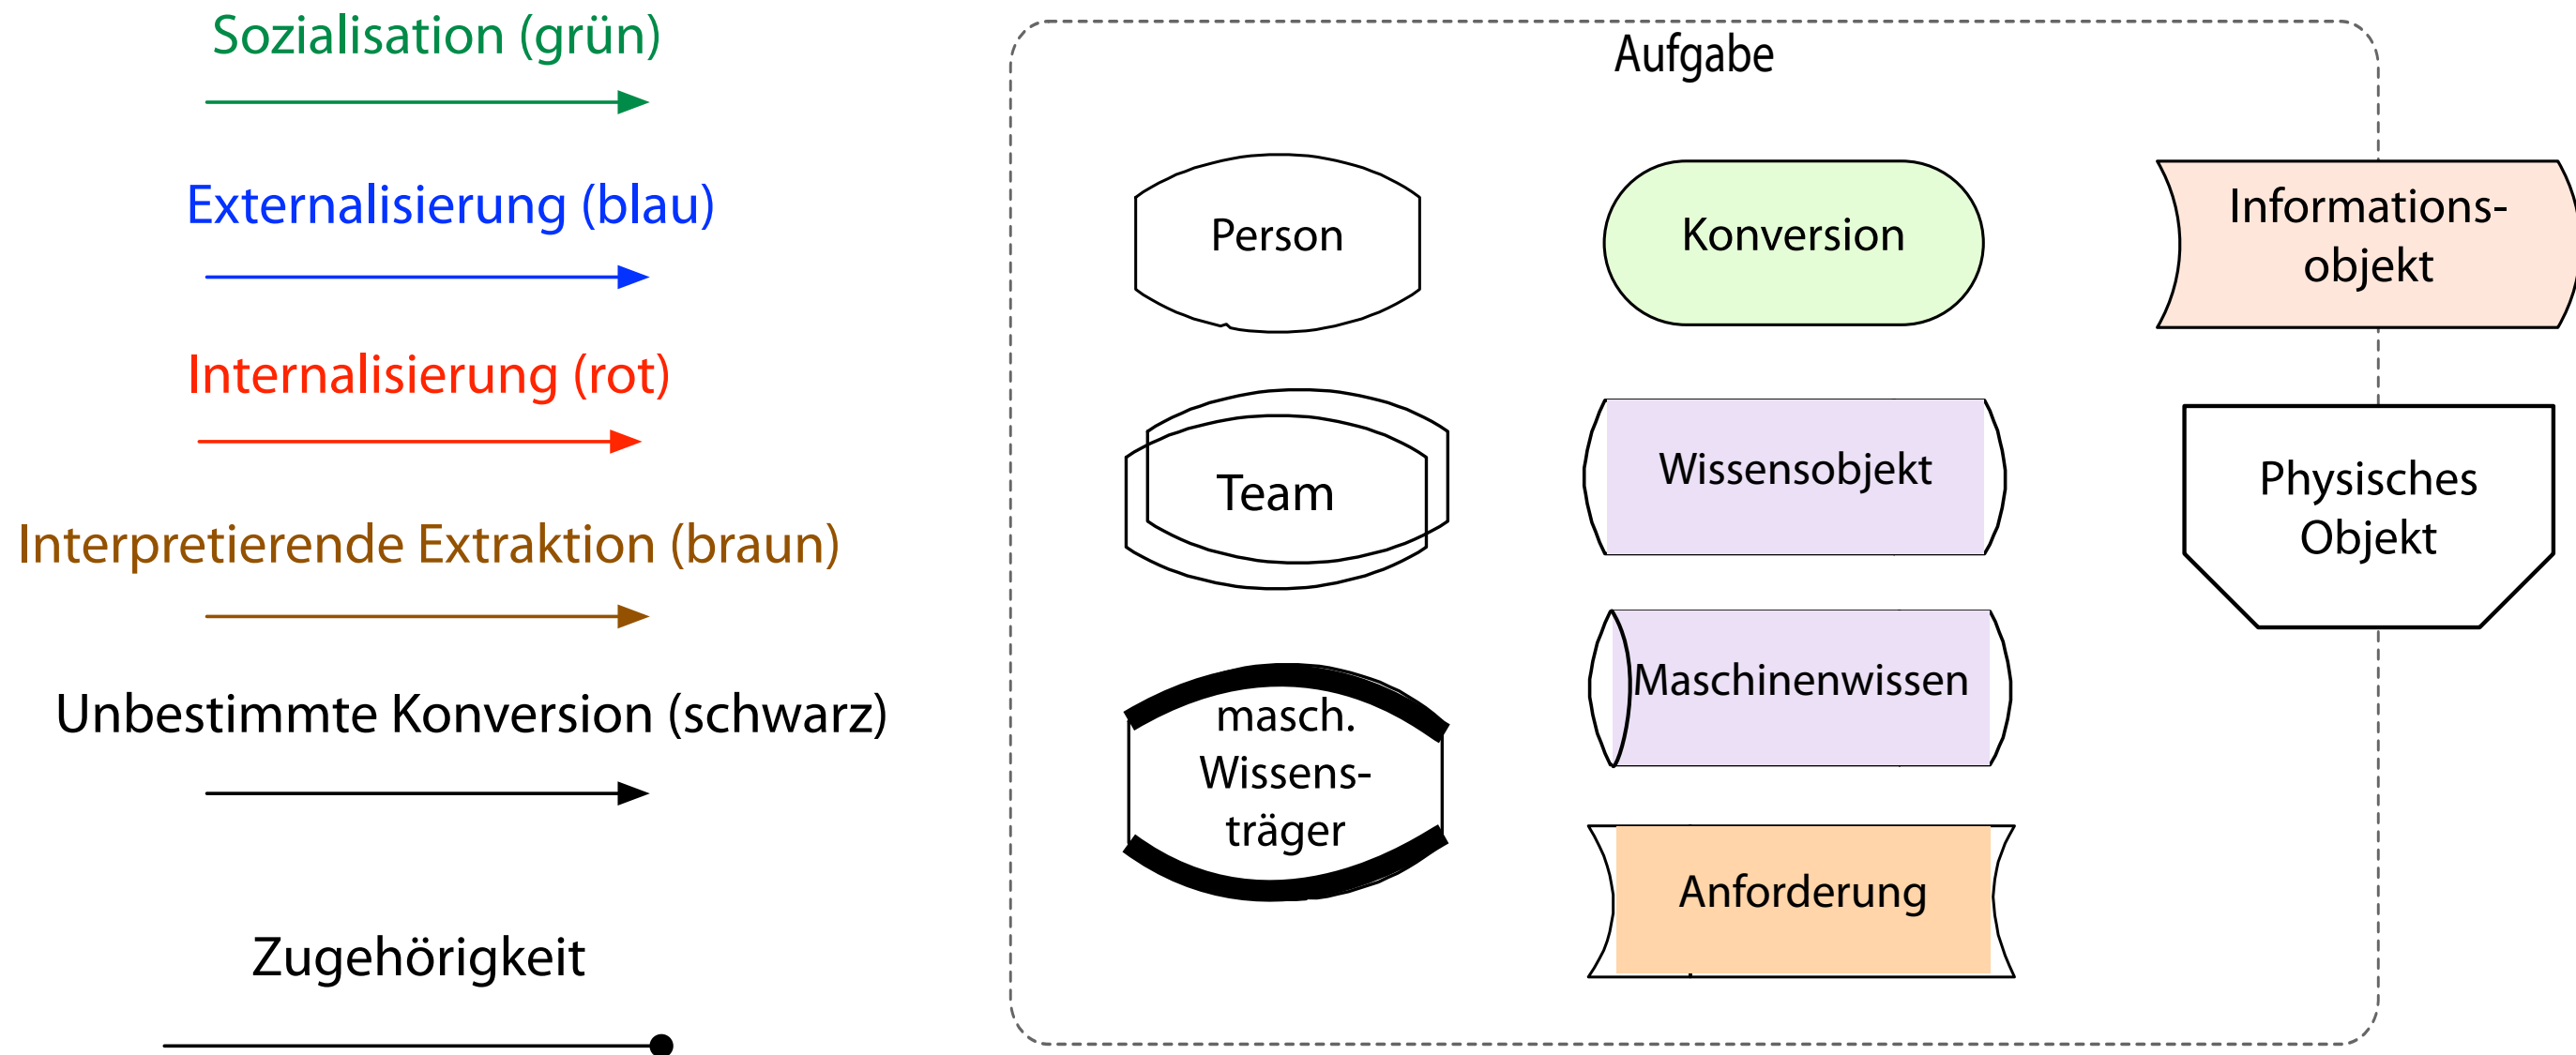 Sozialisation (grün)
Externalisierung (blau)
Internalisierung (rot)
Interpretierende Extraktion (braun)
Unbestimmte Konversion (schwarz)
Zugehörigkeit
Aufgabe
Person
Konversion
Informations-
objekt
Team
Wissensobjekt
Physisches
Objekt
masch.
Wissens-
träger
Maschinenwissen
Anforderung